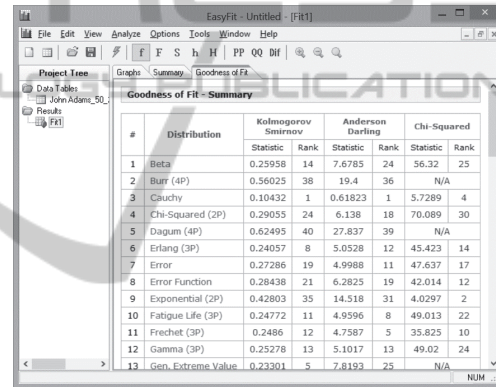 EasyFit - Untitled - [Fit1]
File Edit View Analyze Options Tools Window Help
f F S h H PP QQ Dif
Project Tree
Data Tables
John Adams_50_
Results
Fit1
Graphs Summary Goodness of Fit
Goodness of Fit - Summary
# Distribution Kolmogorov Smirnov Anderson Darling Chi-Squared
Statistic Rank Statistic Rank Statistic Rank
1 Beta 0.25958 14 7.6785 24 56.32 25
2 Burr (4P) 0.56025 38 19.4 36 N/A
3 Cauchy 0.10432 1 0.61823 1 5.7289 4
4 Chi-Squared (2P) 0.29055 24 6.138 18 70.089 30
5 Dagum (4P) 0.62495 40 27.837 39 N/A
6 Erlang (3P) 0.24057 8 5.0528 12 45.423 14
7 Error 0.27286 19 4.9988 11 47.637 17
8 Error Function 0.28438 21 6.2825 19 42.014 12
9 Exponential (2P) 0.42803 35 14.518 31 4.0297 2
10 Fatigue Life (3P) 0.24772 11 4.9596 8 49.013 22
11 Frechet (3P) 0.2486 12 4.7587 5 35.825 10
12 Gamma (3P) 0.25278 13 5.1017 13 49.02 24
13 Gen. Extreme Value 0.23301 5 7.8193 25 N/A
NUM